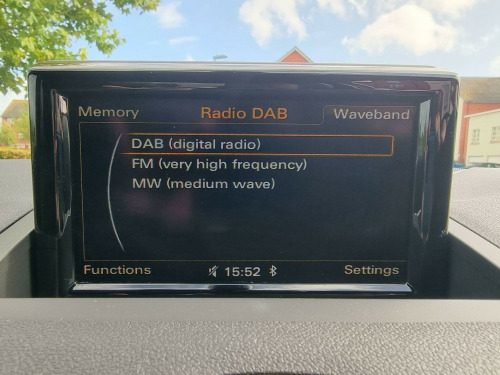 Memory Radio DAB Waveband
DAB (digital radio)
FM (very high frequency)
MW (medium wave)
Functions 15:52 Settings